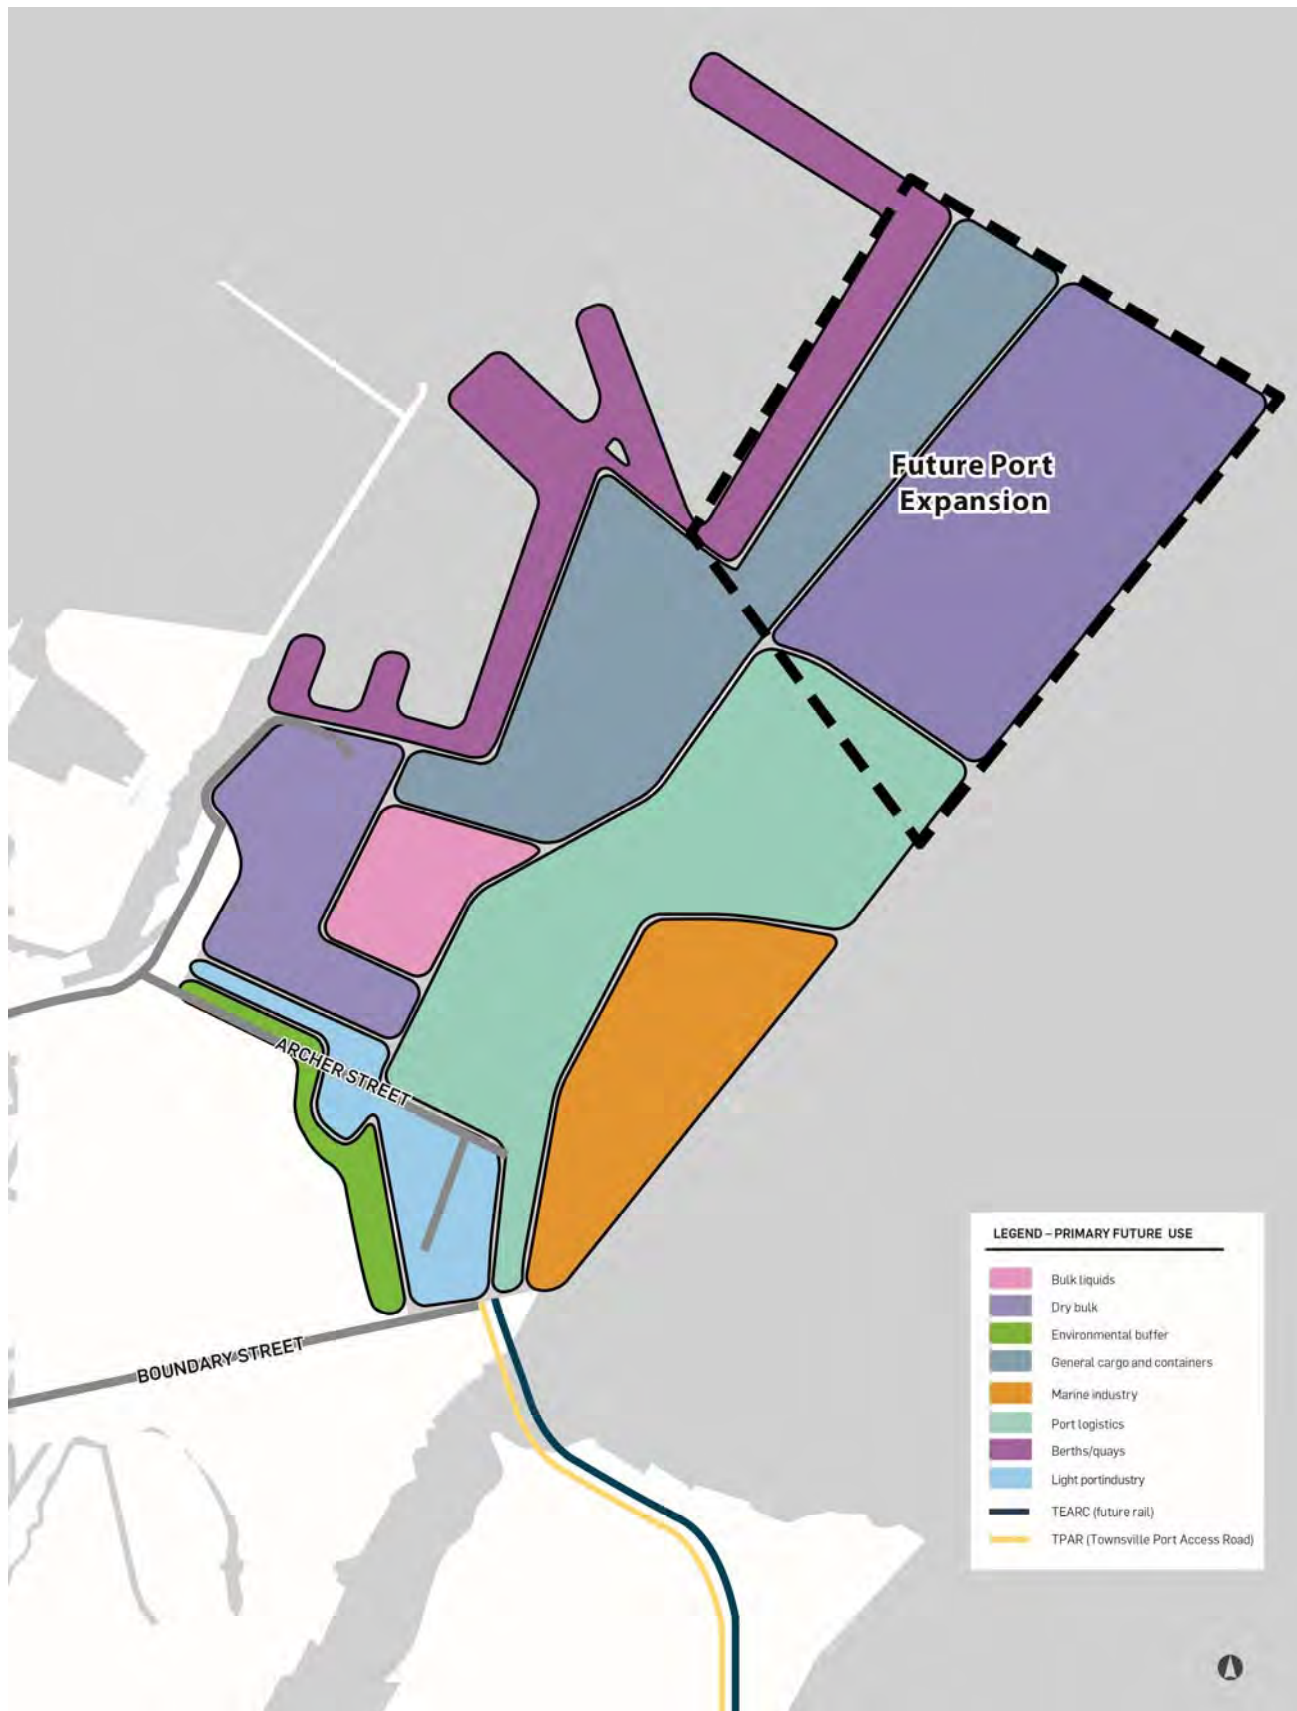 Future Port
Expansion
ARCHER STREET
BOUNDARY STREET
LEGEND – PRIMARY FUTURE USE
Bulk liquids
Dry bulk
Environmental buffer
General cargo and containers
Marine industry
Port logistics
Berths/quays
Light portindustry
TEARC (future rail)
TPAR (Townsville Port Access Road)